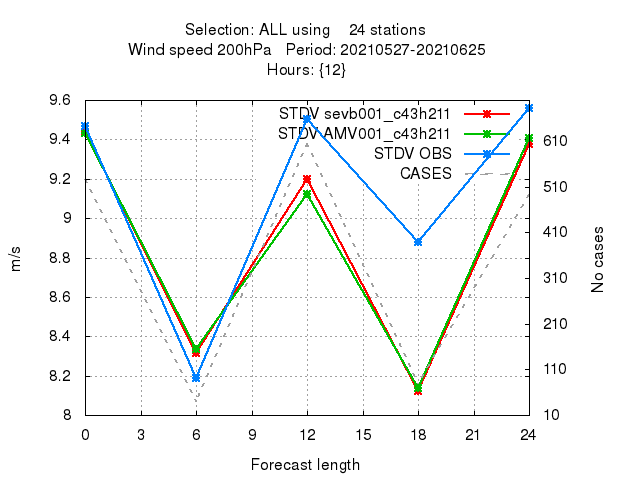 Selection: ALL using    24 stations
Wind speed 200hPa   Period: 20210527-20210625
Hours: {12}
STDV sevb001_c43h211
STDV AMV001_c43h211
STDV OBS
CASES
9.6
9.4
9.2
9
8.8
8.6
8.4
8.2
8
m/s
610
510
410
310
210
110
10
No cases
0 3 6 9 12 15 18 21 24
Forecast length